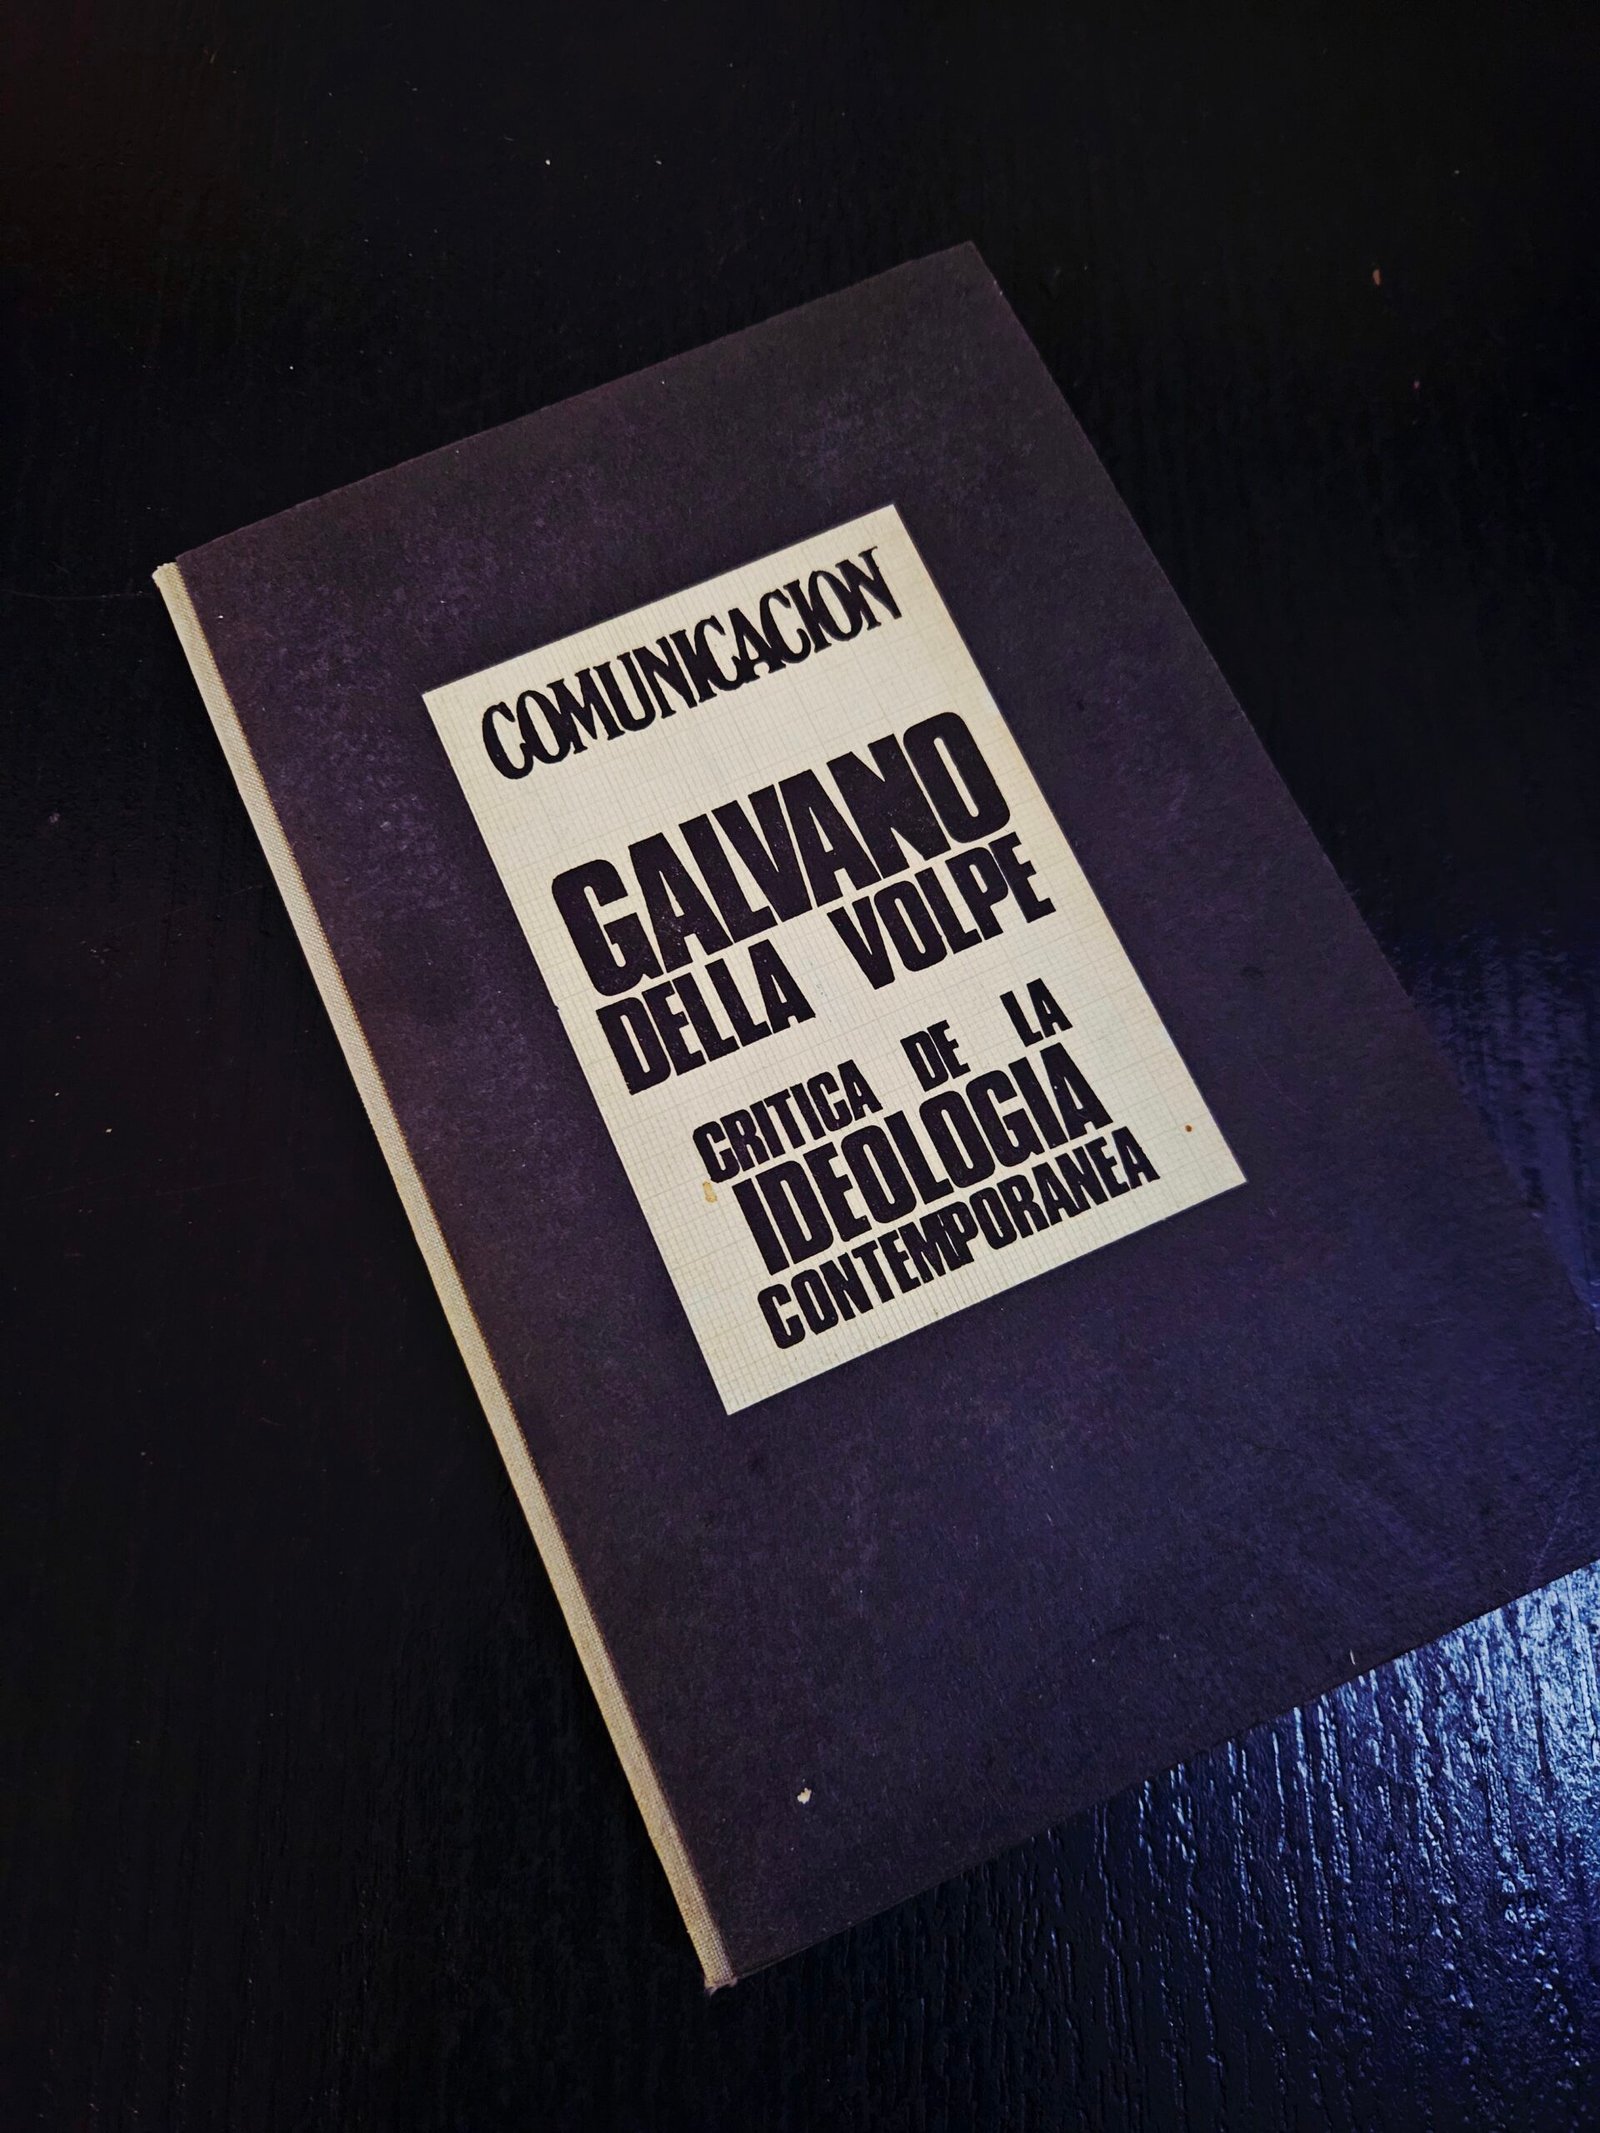 COMUNICACION
GALVANO
DELLA VOLPE
CRITICA DE LA
IDEOLOGIA
CONTEMPORANEA